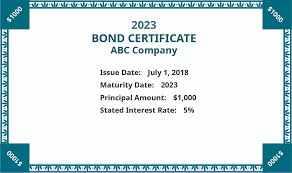 $1000
$1000
2023
BOND CERTIFICATE
ABC Company
Issue Date: July 1, 2018
Maturity Date: 2023
Principal Amount: $1,000
Stated Interest Rate: 5%
$1000
$1000